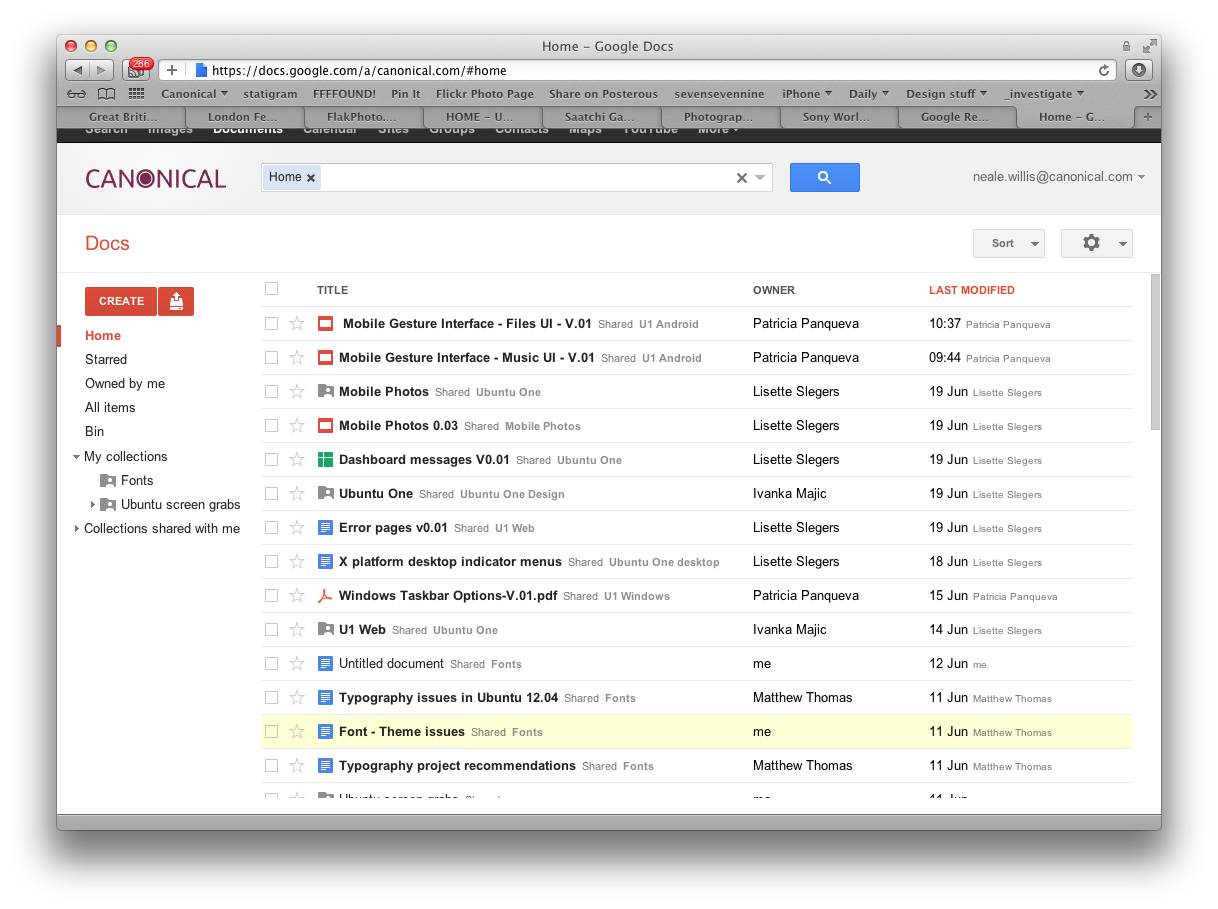 Home – Google Docs
286
https://docs.google.com/a/canonical.com/#home
Canonical statigram FFFFOUND! Pin It Flickr Photo Page Share on Posterous sevensevennine iPhone Daily Design stuff _investigate
Great Briti... London Fe... FlakPhoto.... HOME – U... Saatchi Ga... Photograp... Sony Worl... Google Re... Home – G...
Search Images Documents Calendar Sites Groups Contacts Maps YouTube More
CANONICAL
Home
neale.willis@canonical.com
Docs
Sort
CREATE
Home
Starred
Owned by me
All items
Bin
My collections
Fonts
Ubuntu screen grabs
Collections shared with me
TITLE OWNER LAST MODIFIED
Mobile Gesture Interface - Files UI - V.01 Shared U1 Android Patricia Panqueva 10:37 Patricia Panqueva
Mobile Gesture Interface - Music UI - V.01 Shared U1 Android Patricia Panqueva 09:44 Patricia Panqueva
Mobile Photos Shared Ubuntu One Lisette Slegers 19 Jun Lisette Slegers
Mobile Photos 0.03 Shared Mobile Photos Lisette Slegers 19 Jun Lisette Slegers
Dashboard messages V0.01 Shared Ubuntu One Lisette Slegers 19 Jun Lisette Slegers
Ubuntu One Shared Ubuntu One Design Ivanka Majic 19 Jun Lisette Slegers
Error pages v0.01 Shared U1 Web Lisette Slegers 19 Jun Lisette Slegers
X platform desktop indicator menus Shared Ubuntu One desktop Lisette Slegers 18 Jun Lisette Slegers
Windows Taskbar Options-V.01.pdf Shared U1 Windows Patricia Panqueva 15 Jun Patricia Panqueva
U1 Web Shared Ubuntu One Ivanka Majic 14 Jun Lisette Slegers
Untitled document Shared Fonts me 12 Jun me
Typography issues in Ubuntu 12.04 Shared Fonts Matthew Thomas 11 Jun Matthew Thomas
Font - Theme issues Shared Fonts me 11 Jun Matthew Thomas
Typography project recommendations Shared Fonts Matthew Thomas 11 Jun Matthew Thomas
Ubuntu screen grabs Shared me 11 Jun